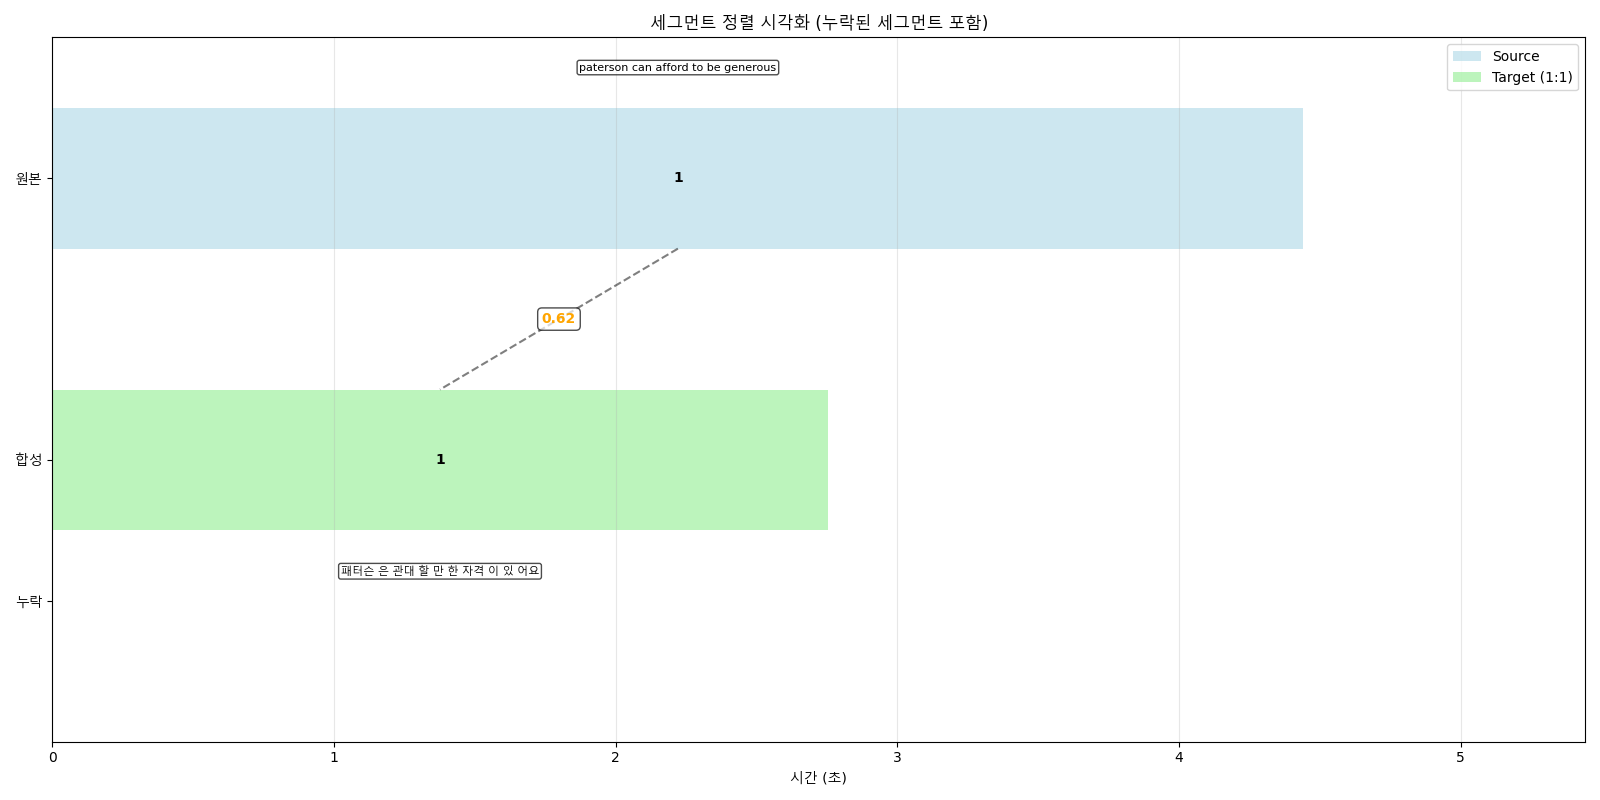 세그먼트 정렬 시각화 (누락된 세그먼트 포함)
paterson can afford to be generous
Source
Target (1:1)
원본
1
0.62
합성
1
패터슨 은 관대 할 만 한 자격 이 있 어요
누락
0 1 2 3 4 5
시간 (초)